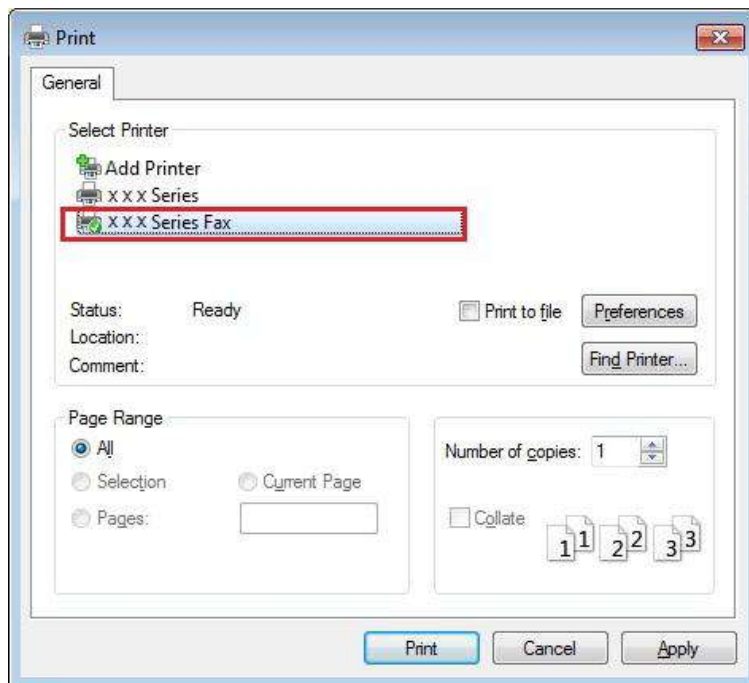 Print
General
Select Printer
Add Printer
X X X Series
X X X Series Fax
Status: Ready
Print to file
Preferences
Location:
Comment:
Find Printer...
Page Range
All
Selection
Current Page
Pages:
Number of copies: 1
Collate
1 1 2 2 3 3
Print
Cancel
Apply